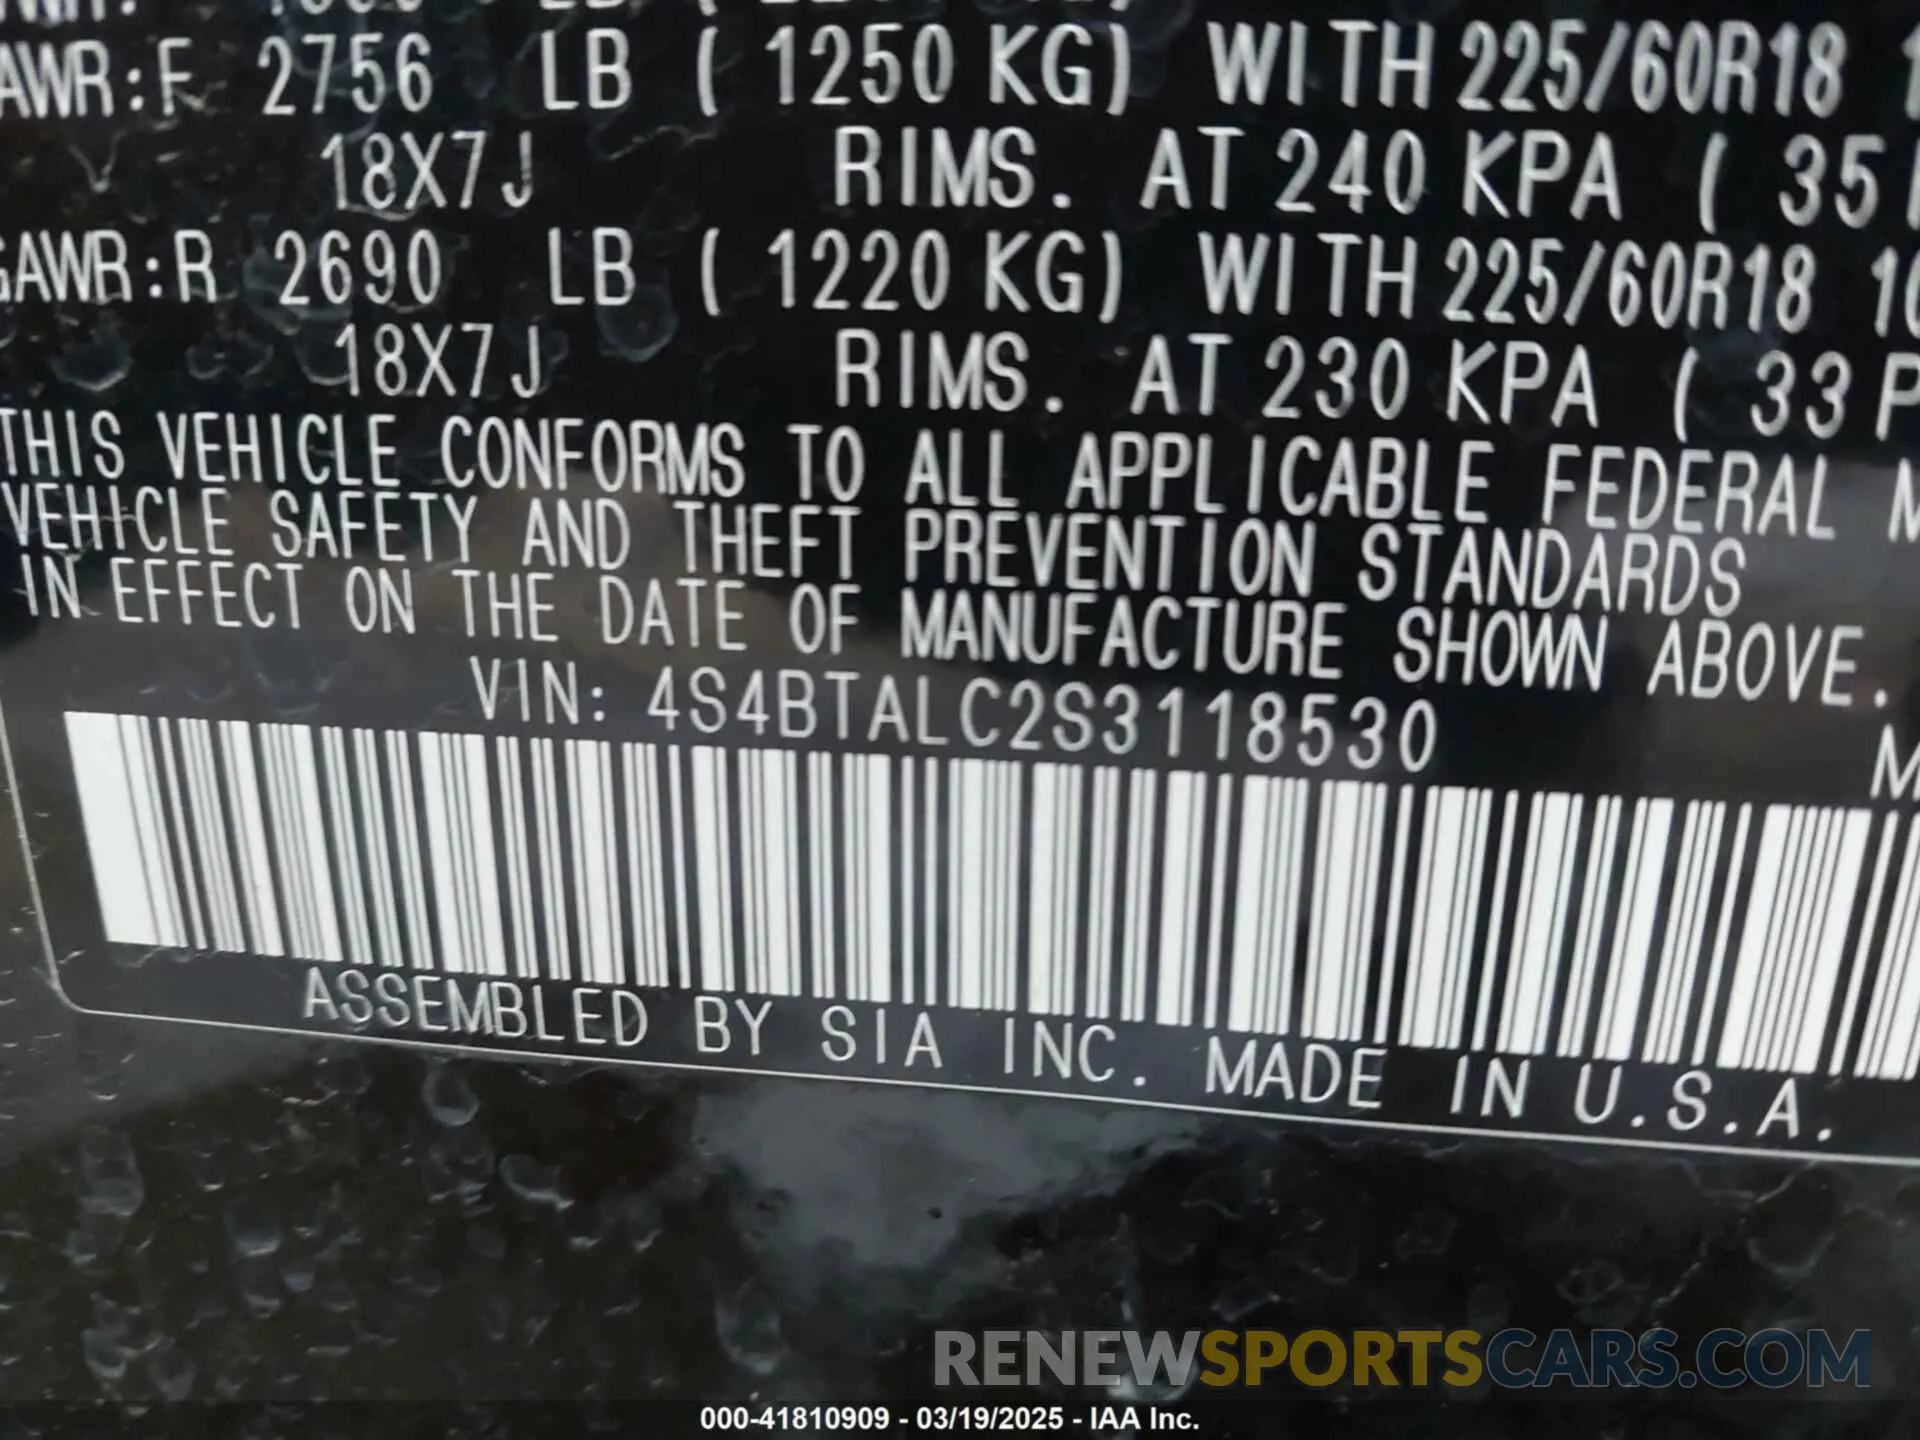 AWR:F 2756 LB ( 1250 KG) WITH 225/60R18
18X7J RIMS. AT 240 KPA ( 35
GAWR:R 2690 LB ( 1220 KG) WITH 225/60R18 10
18X7J RIMS. AT 230 KPA ( 33 P
THIS VEHICLE CONFORMS TO ALL APPLICABLE FEDERAL M
VEHICLE SAFETY AND THEFT PREVENTION STANDARDS
IN EFFECT ON THE DATE OF MANUFACTURE SHOWN ABOVE.
VIN: 4S4BTALC2S3118530
M
ASSEMBLED BY SIA INC. MADE IN U.S.A.
RENEWSPORTSCARS.COM
000-41810909 - 03/19/2025 - IAA Inc.